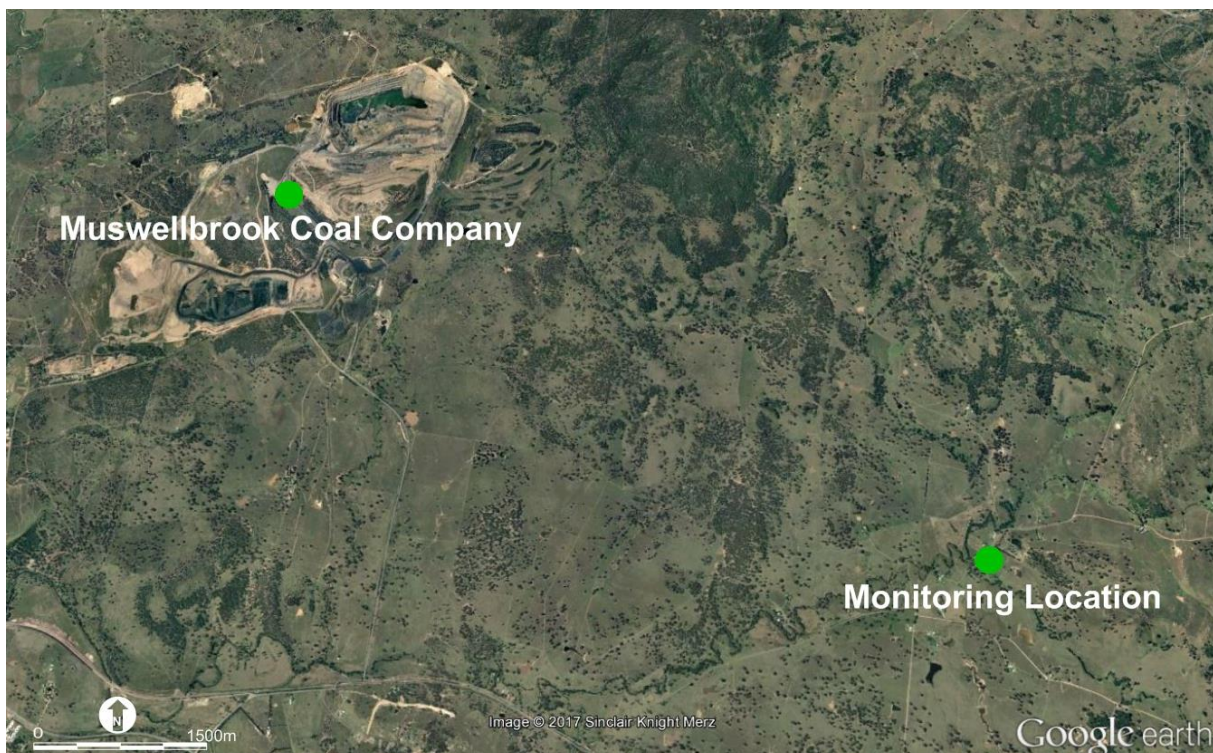 Muswellbrook Coal Company
Monitoring Location
N
0 1500m
Image © 2017 Sinclair Knight Merz
Google earth